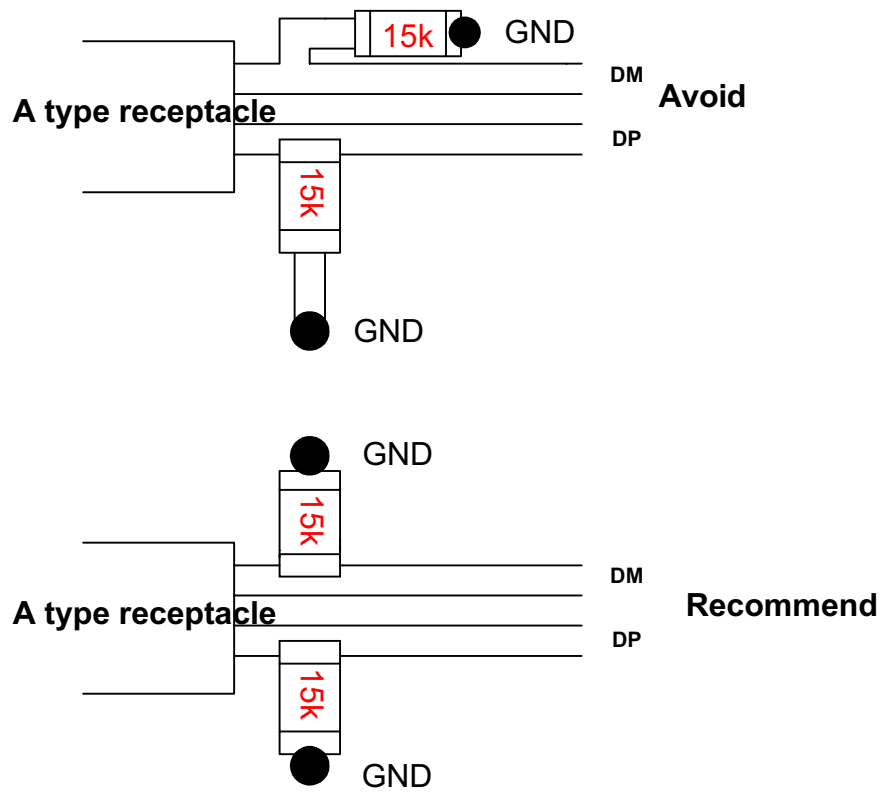 15k GND
DM
Avoid
A type receptacle
DP
15k
GND
GND
15k
DM
A type receptacle
Recommend
DP
15k
GND